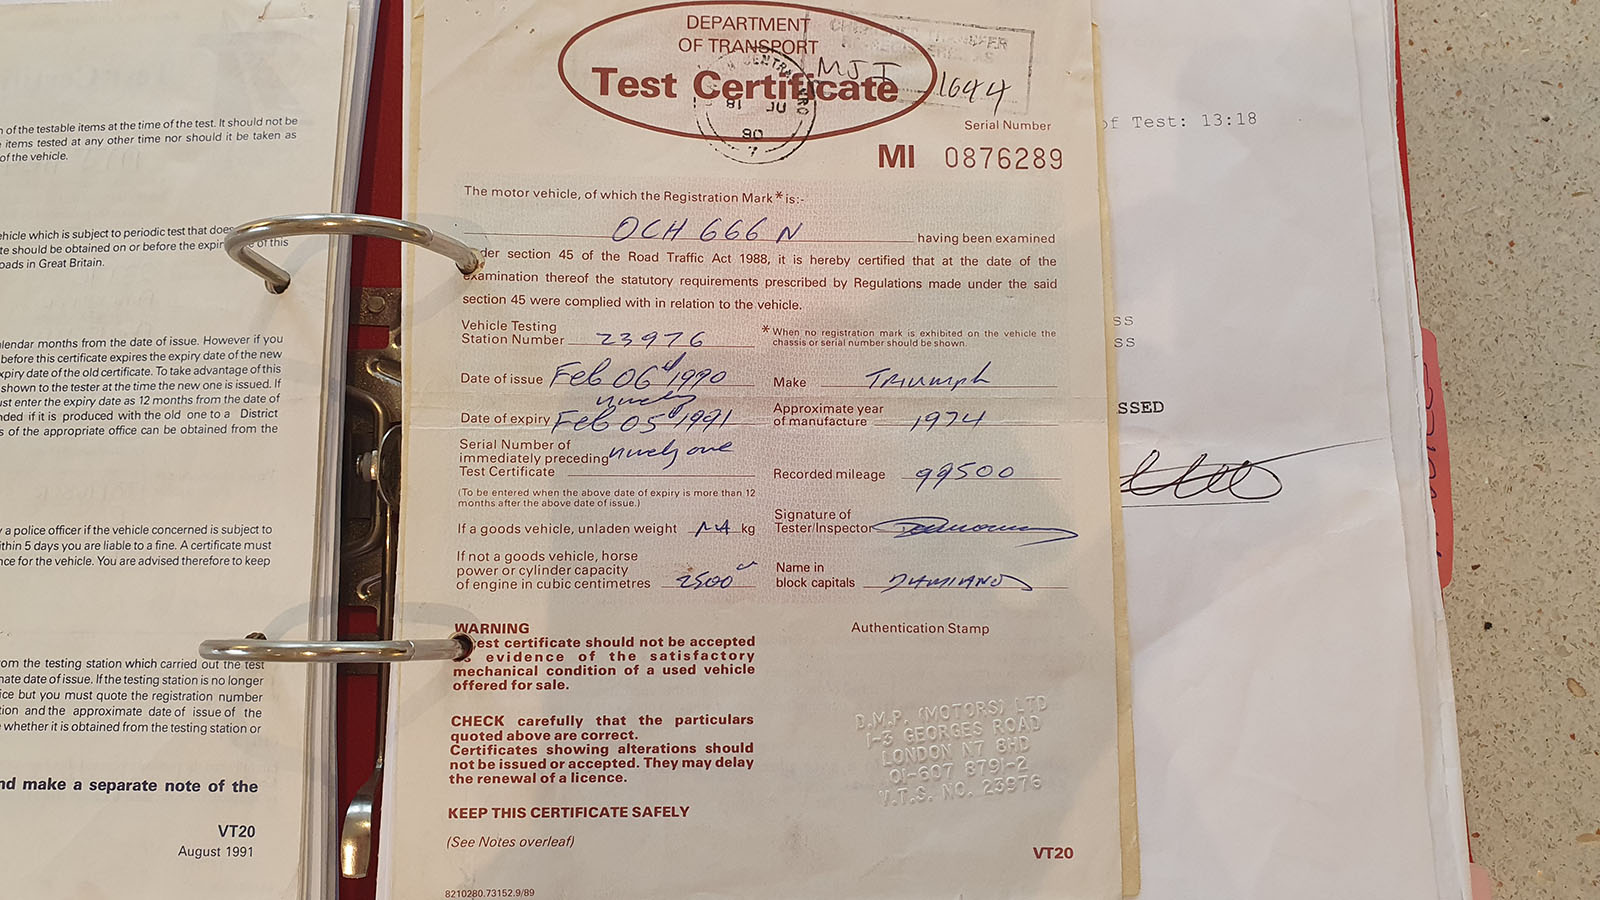 n of the testable items at the time of the test. It should not be
items tested at any other time nor should it be taken as
of the vehicle.
ehicle which is subject to periodic test that does
te should be obtained on or before the expir of this
oads in Great Britain.
alendar months from the date of issue. However if you
before this certificate expires the expiry date of the new
xpiry date of the old certificate. To take advantage of this
shown to the tester at the time the new one is issued. If
ust enter the expiry date as 12 months from the date of
nded if it is produced with the old one to a District
s of the appropriate office can be obtained from the
y a police officer if the vehicle concerned is subject to
ithin 5 days you are liable to a fine. A certificate must
nce for the vehicle. You are advised therefore to keep
om the testing station which carried out the test
mate date of issue. If the testing station is no longer
ice but you must quote the registration number
tion and the approximate date of issue of the
whether it is obtained from the testing station or
nd make a separate note of the
VT20
August 1991
DEPARTMENT
OF TRANSPORT
Test Certificate
MJI 1644
18 JU
90
Serial Number
MI 0876289
The motor vehicle, of which the Registration Mark * is:-
OCH 666 N having been examined
der section 45 of the Road Traffic Act 1988, it is hereby certified that at the date of the
examination thereof the statutory requirements prescribed by Regulations made under the said
section 45 were complied with in relation to the vehicle.
Vehicle Testing
Station Number 23976
* When no registration mark is exhibited on the vehicle the
chassis or serial number should be shown.
Date of issue Feb 06 1990
Make Triumph
ninety
Date of expiry Feb 05 1991
Approximate year
of manufacture 1974
Serial Number of
immediately preceding ninety one
Test Certificate
Recorded mileage 99500
(To be entered when the above date of expiry is more than 12
months after the above date of issue.)
If a goods vehicle, unladen weight NA kg
Signature of
Tester/Inspector
If not a goods vehicle, horse
power or cylinder capacity
of engine in cubic centimetres 2500
Name in
block capitals DAMIANOS
WARNING
test certificate should not be accepted
as evidence of the satisfactory
mechanical condition of a used vehicle
offered for sale.
Authentication Stamp
CHECK carefully that the particulars
quoted above are correct.
Certificates showing alterations should
not be issued or accepted. They may delay
the renewal of a licence.
D.M.P. (MOTORS) LTD
1-3 GEORGES ROAD
LONDON N7 8HD
01-607 8791-2
V.T.S. NO. 23976
KEEP THIS CERTIFICATE SAFELY
(See Notes overleaf)
VT20
8210280.73152.9/89
of Test: 13:18
ss
ss
SSED